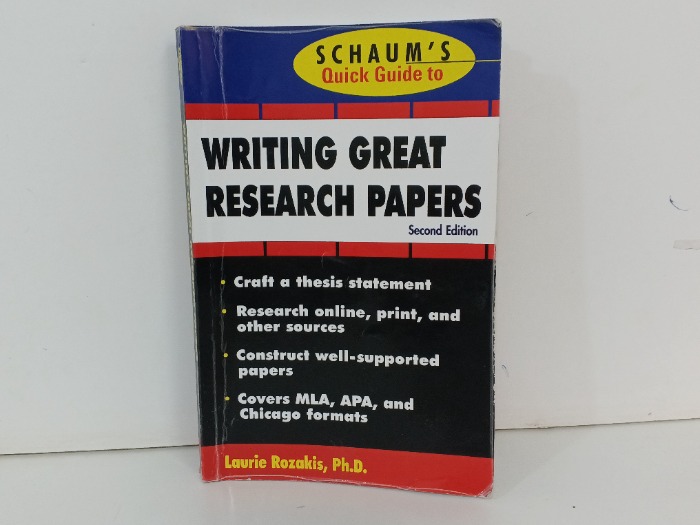 SCHAUM'S
Quick Guide to
WRITING GREAT
RESEARCH PAPERS
Second Edition
• Craft a thesis statement
• Research online, print, and
other sources
• Construct well-supported
papers
• Covers MLA, APA, and
Chicago formats
Laurie Rozakis, Ph.D.